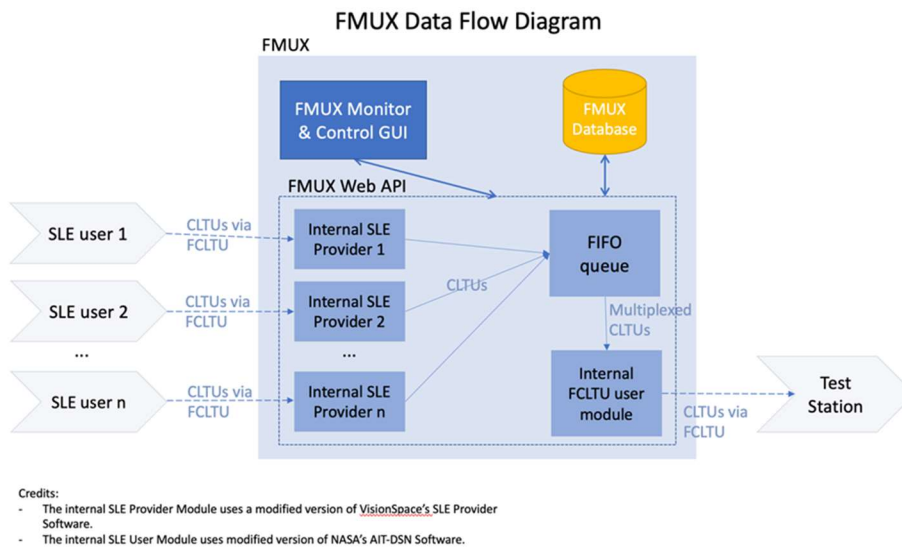 FMUX Data Flow Diagram
FMUX
FMUX Monitor
& Control GUI
FMUX
Database
FMUX Web API
SLE user 1
CLTUs via
FCLTU
Internal SLE
Provider 1
FIFO
queue
SLE user 2
CLTUs via
FCLTU
Internal SLE
Provider 2
CLTUs
Multiplexed
CLTUs
...
...
SLE user n
CLTUs via
FCLTU
Internal SLE
Provider n
Internal
FCLTU user
module
CLTUs via
FCLTU
Test
Station
Credits:
- The internal SLE Provider Module uses a modified version of VisionSpace's SLE Provider
Software.
- The internal SLE User Module uses modified version of NASA's AIT-DSN Software.